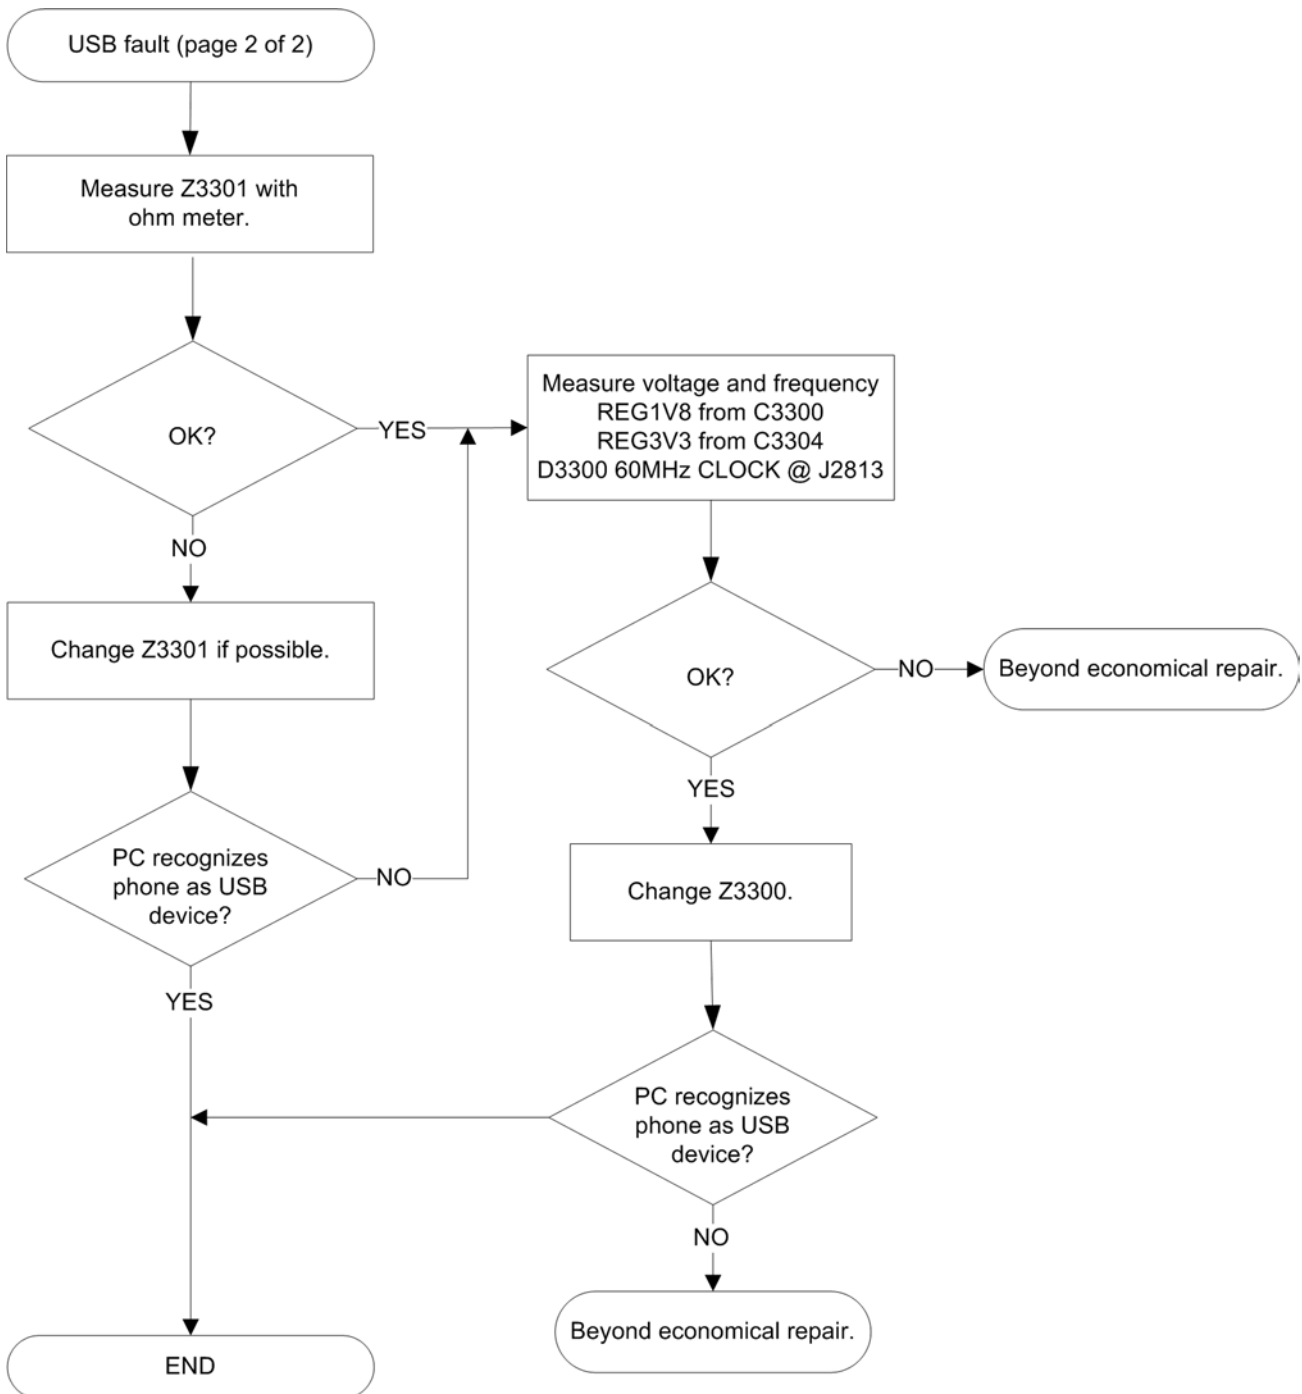 USB fault (page 2 of 2)
Measure Z3301 with
ohm meter.
OK?
YES
NO
Change Z3301 if possible.
PC recognizes
phone as USB
device?
NO
YES
Measure voltage and frequency
REG1V8 from C3300
REG3V3 from C3304
D3300 60MHz CLOCK @ J2813
OK?
NO
Beyond economical repair.
YES
Change Z3300.
PC recognizes
phone as USB
device?
NO
Beyond economical repair.
END